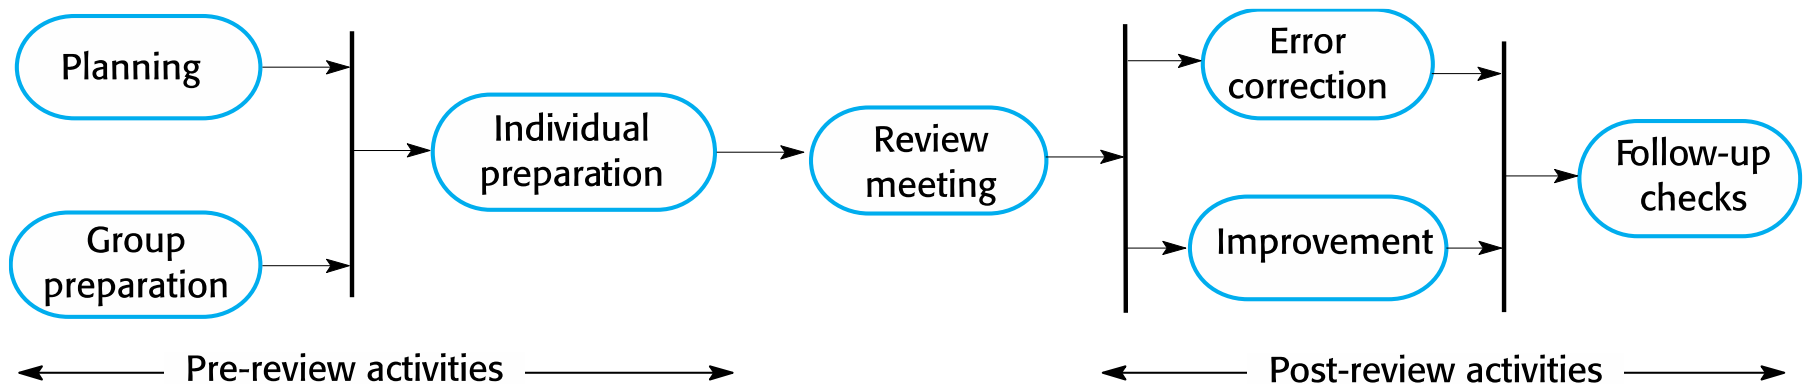 Planning
Group
preparation
Individual
preparation
Review
meeting
Error
correction
Improvement
Follow-up
checks
Pre-review activities
Post-review activities